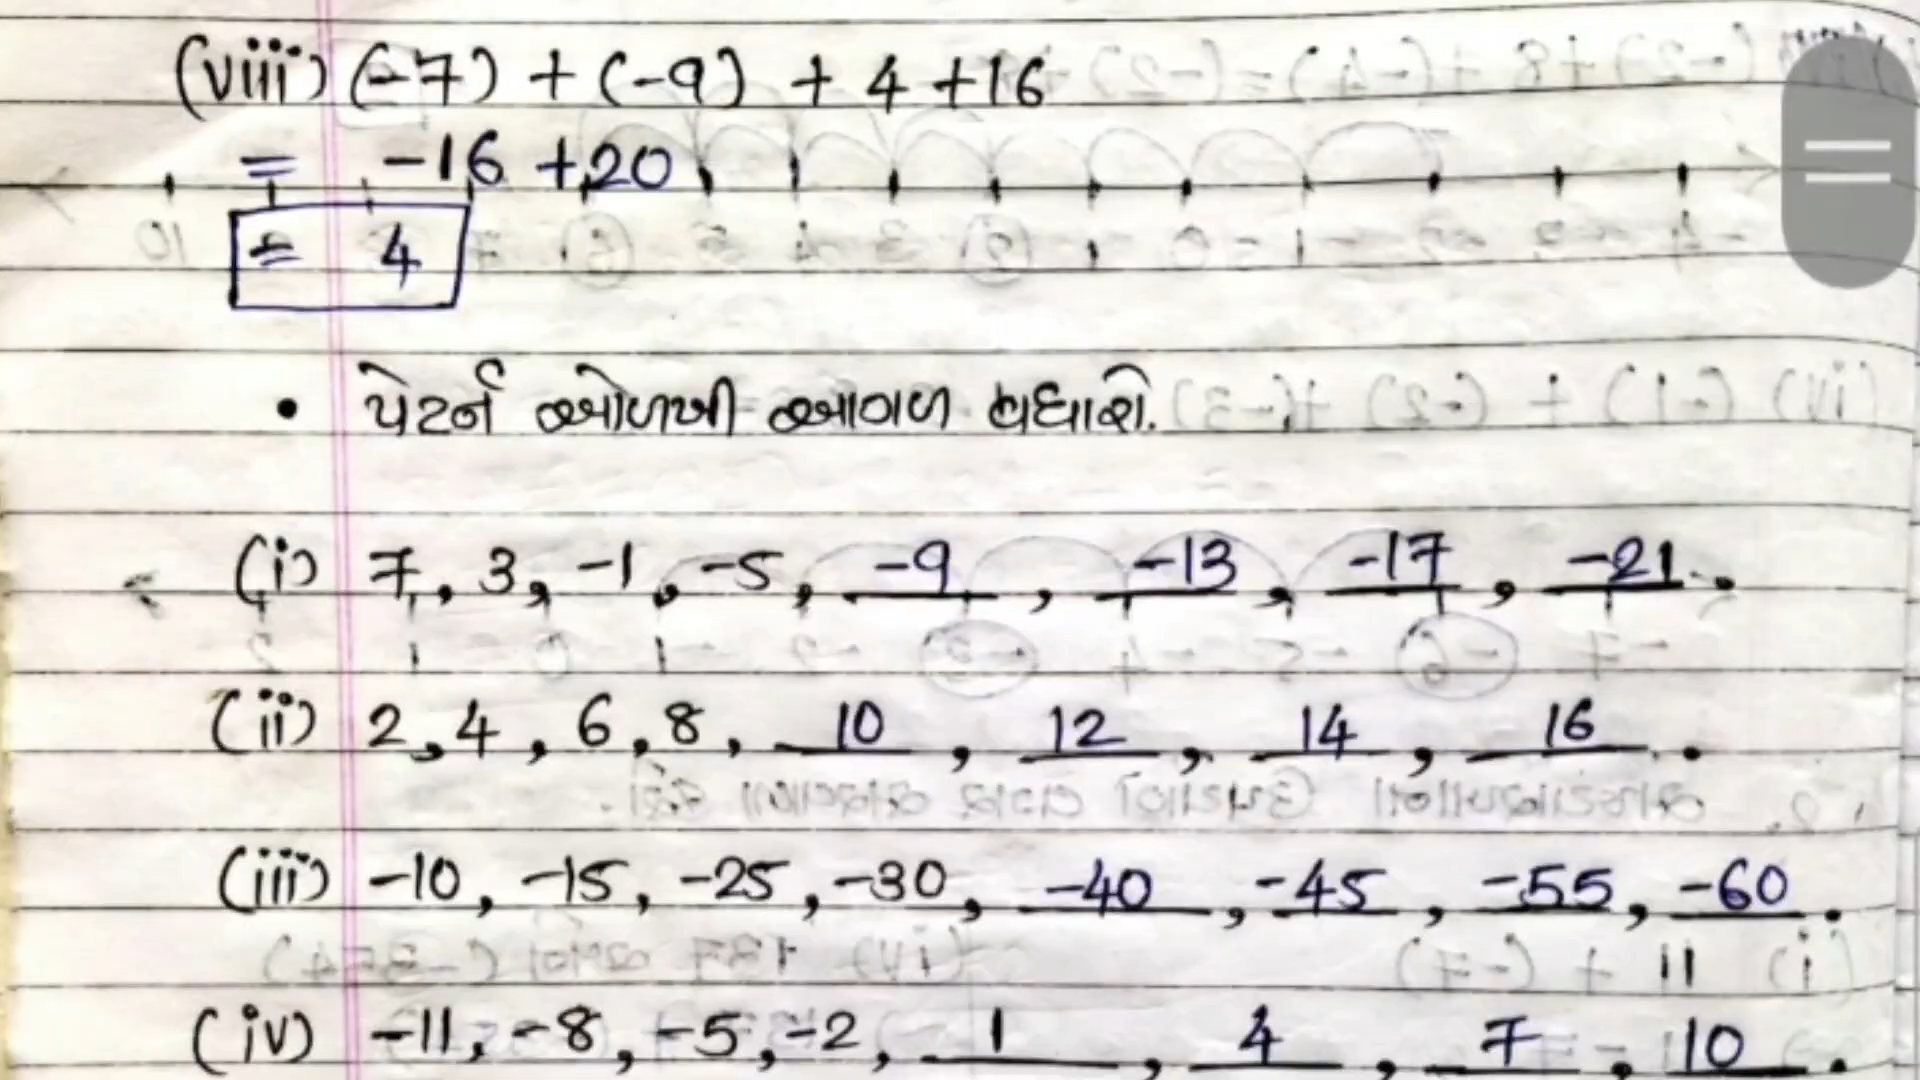 (viii) (-7) + (-9) + 4 + 16
= -16 + 20
= 4
• પેટર્ન ઓળખી આગળ વધારો.
(i) 7, 3, -1, -5, -9, -13, -17, -21.
(ii) 2, 4, 6, 8, 10, 12, 14, 16.
(iii) -10, -15, -25, -30, -40, -45, -55, -60.
(iv) -11, -8, -5, -2, 1, 4, 7, 10.